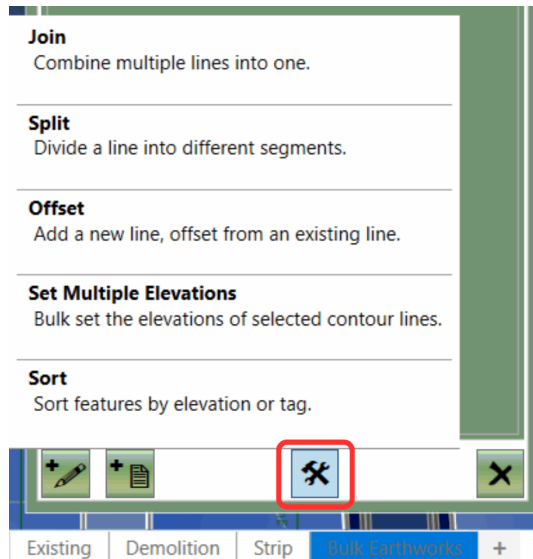 Join
Combine multiple lines into one.
Split
Divide a line into different segments.
Offset
Add a new line, offset from an existing line.
Set Multiple Elevations
Bulk set the elevations of selected contour lines.
Sort
Sort features by elevation or tag.
Existing Demolition Strip Bulk Earthworks +